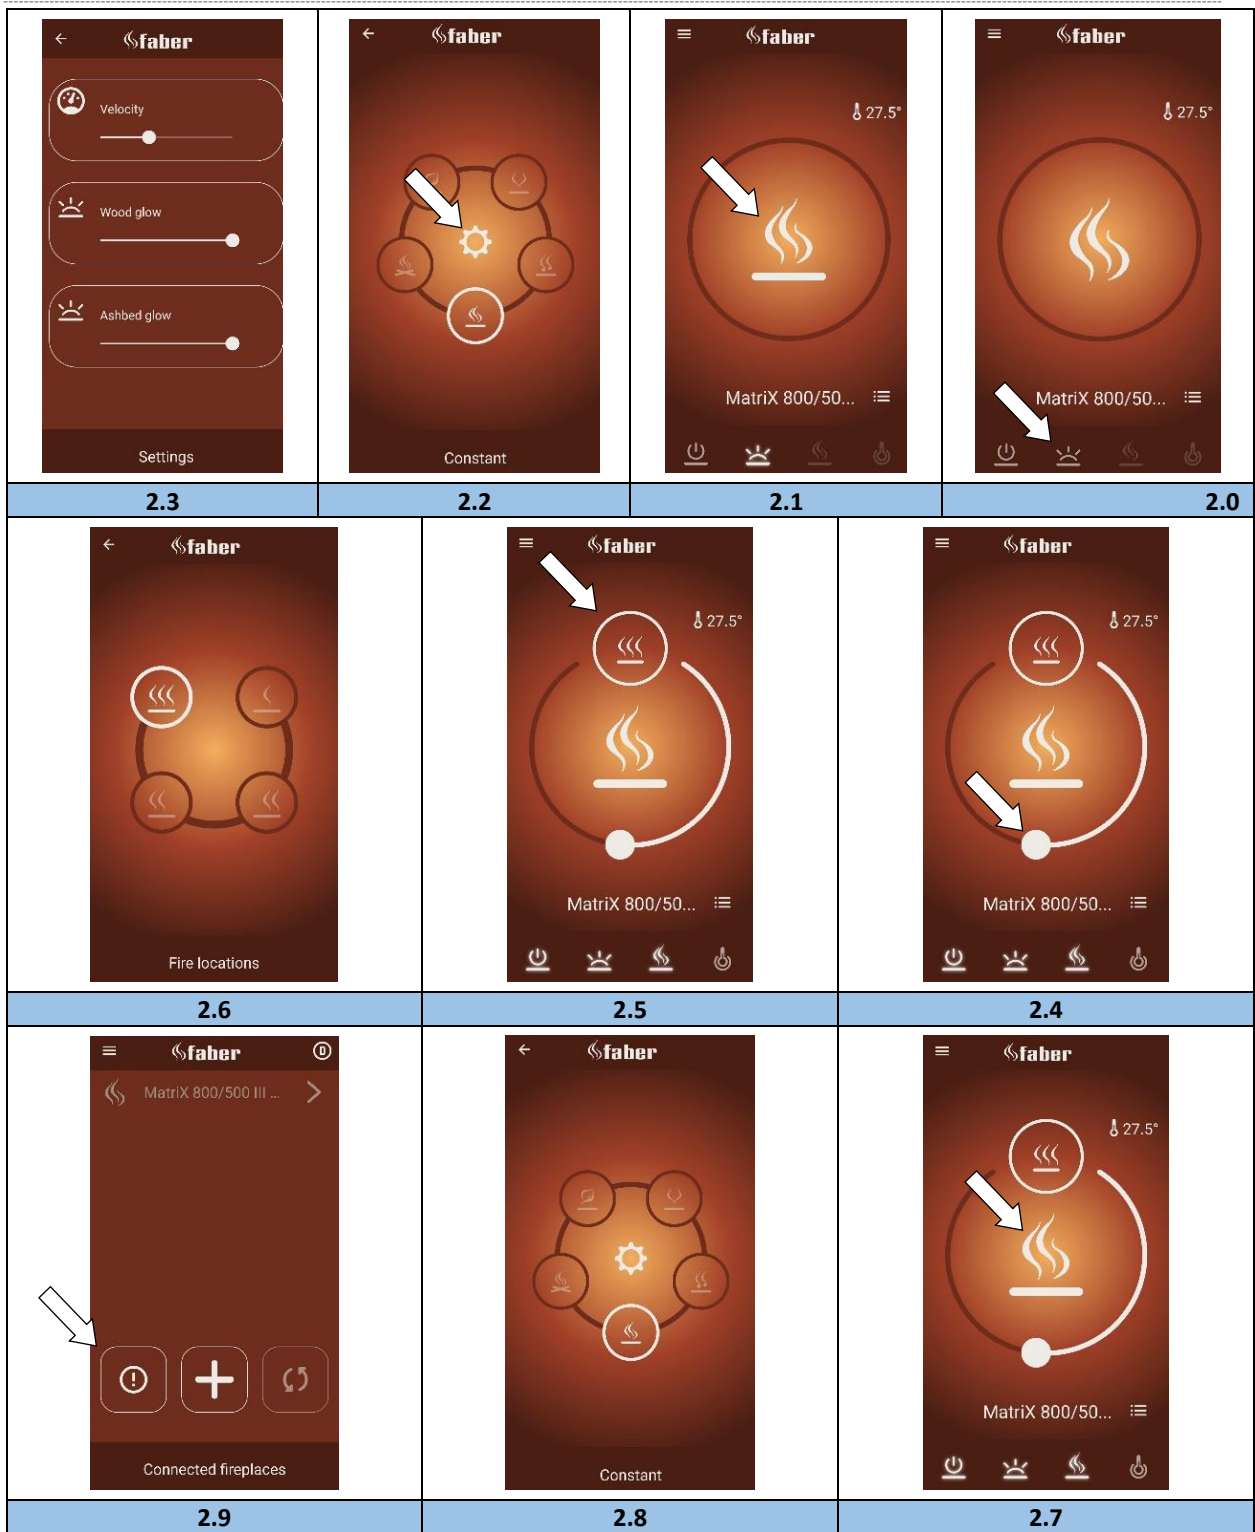 faber
Velocity
Wood glow
Ashbed glow
Settings
faber
Constant
faber
27.5°
MatriX 800/50...
faber
27.5°
MatriX 800/50...
2.3
2.2
2.1
2.0
faber
Fire locations
faber
27.5°
MatriX 800/50...
faber
27.5°
MatriX 800/50...
2.6
2.5
2.4
faber
D
MatriX 800/500 III ...
Connected fireplaces
faber
Constant
faber
27.5°
MatriX 800/50...
2.9
2.8
2.7